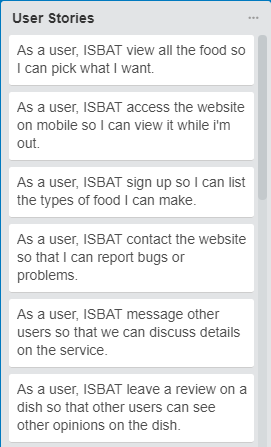 User Stories
As a user, ISBAT view all the food so
I can pick what I want.
As a user, ISBAT access the website
on mobile so I can view it while i'm
out.
As a user, ISBAT sign up so I can list
the types of food I can make.
As a user, ISBAT contact the website
so that I can report bugs or
problems.
As a user, ISBAT message other
users so that we can discuss details
on the service.
As a user, ISBAT leave a review on a
dish so that other users can see
other opinions on the dish.